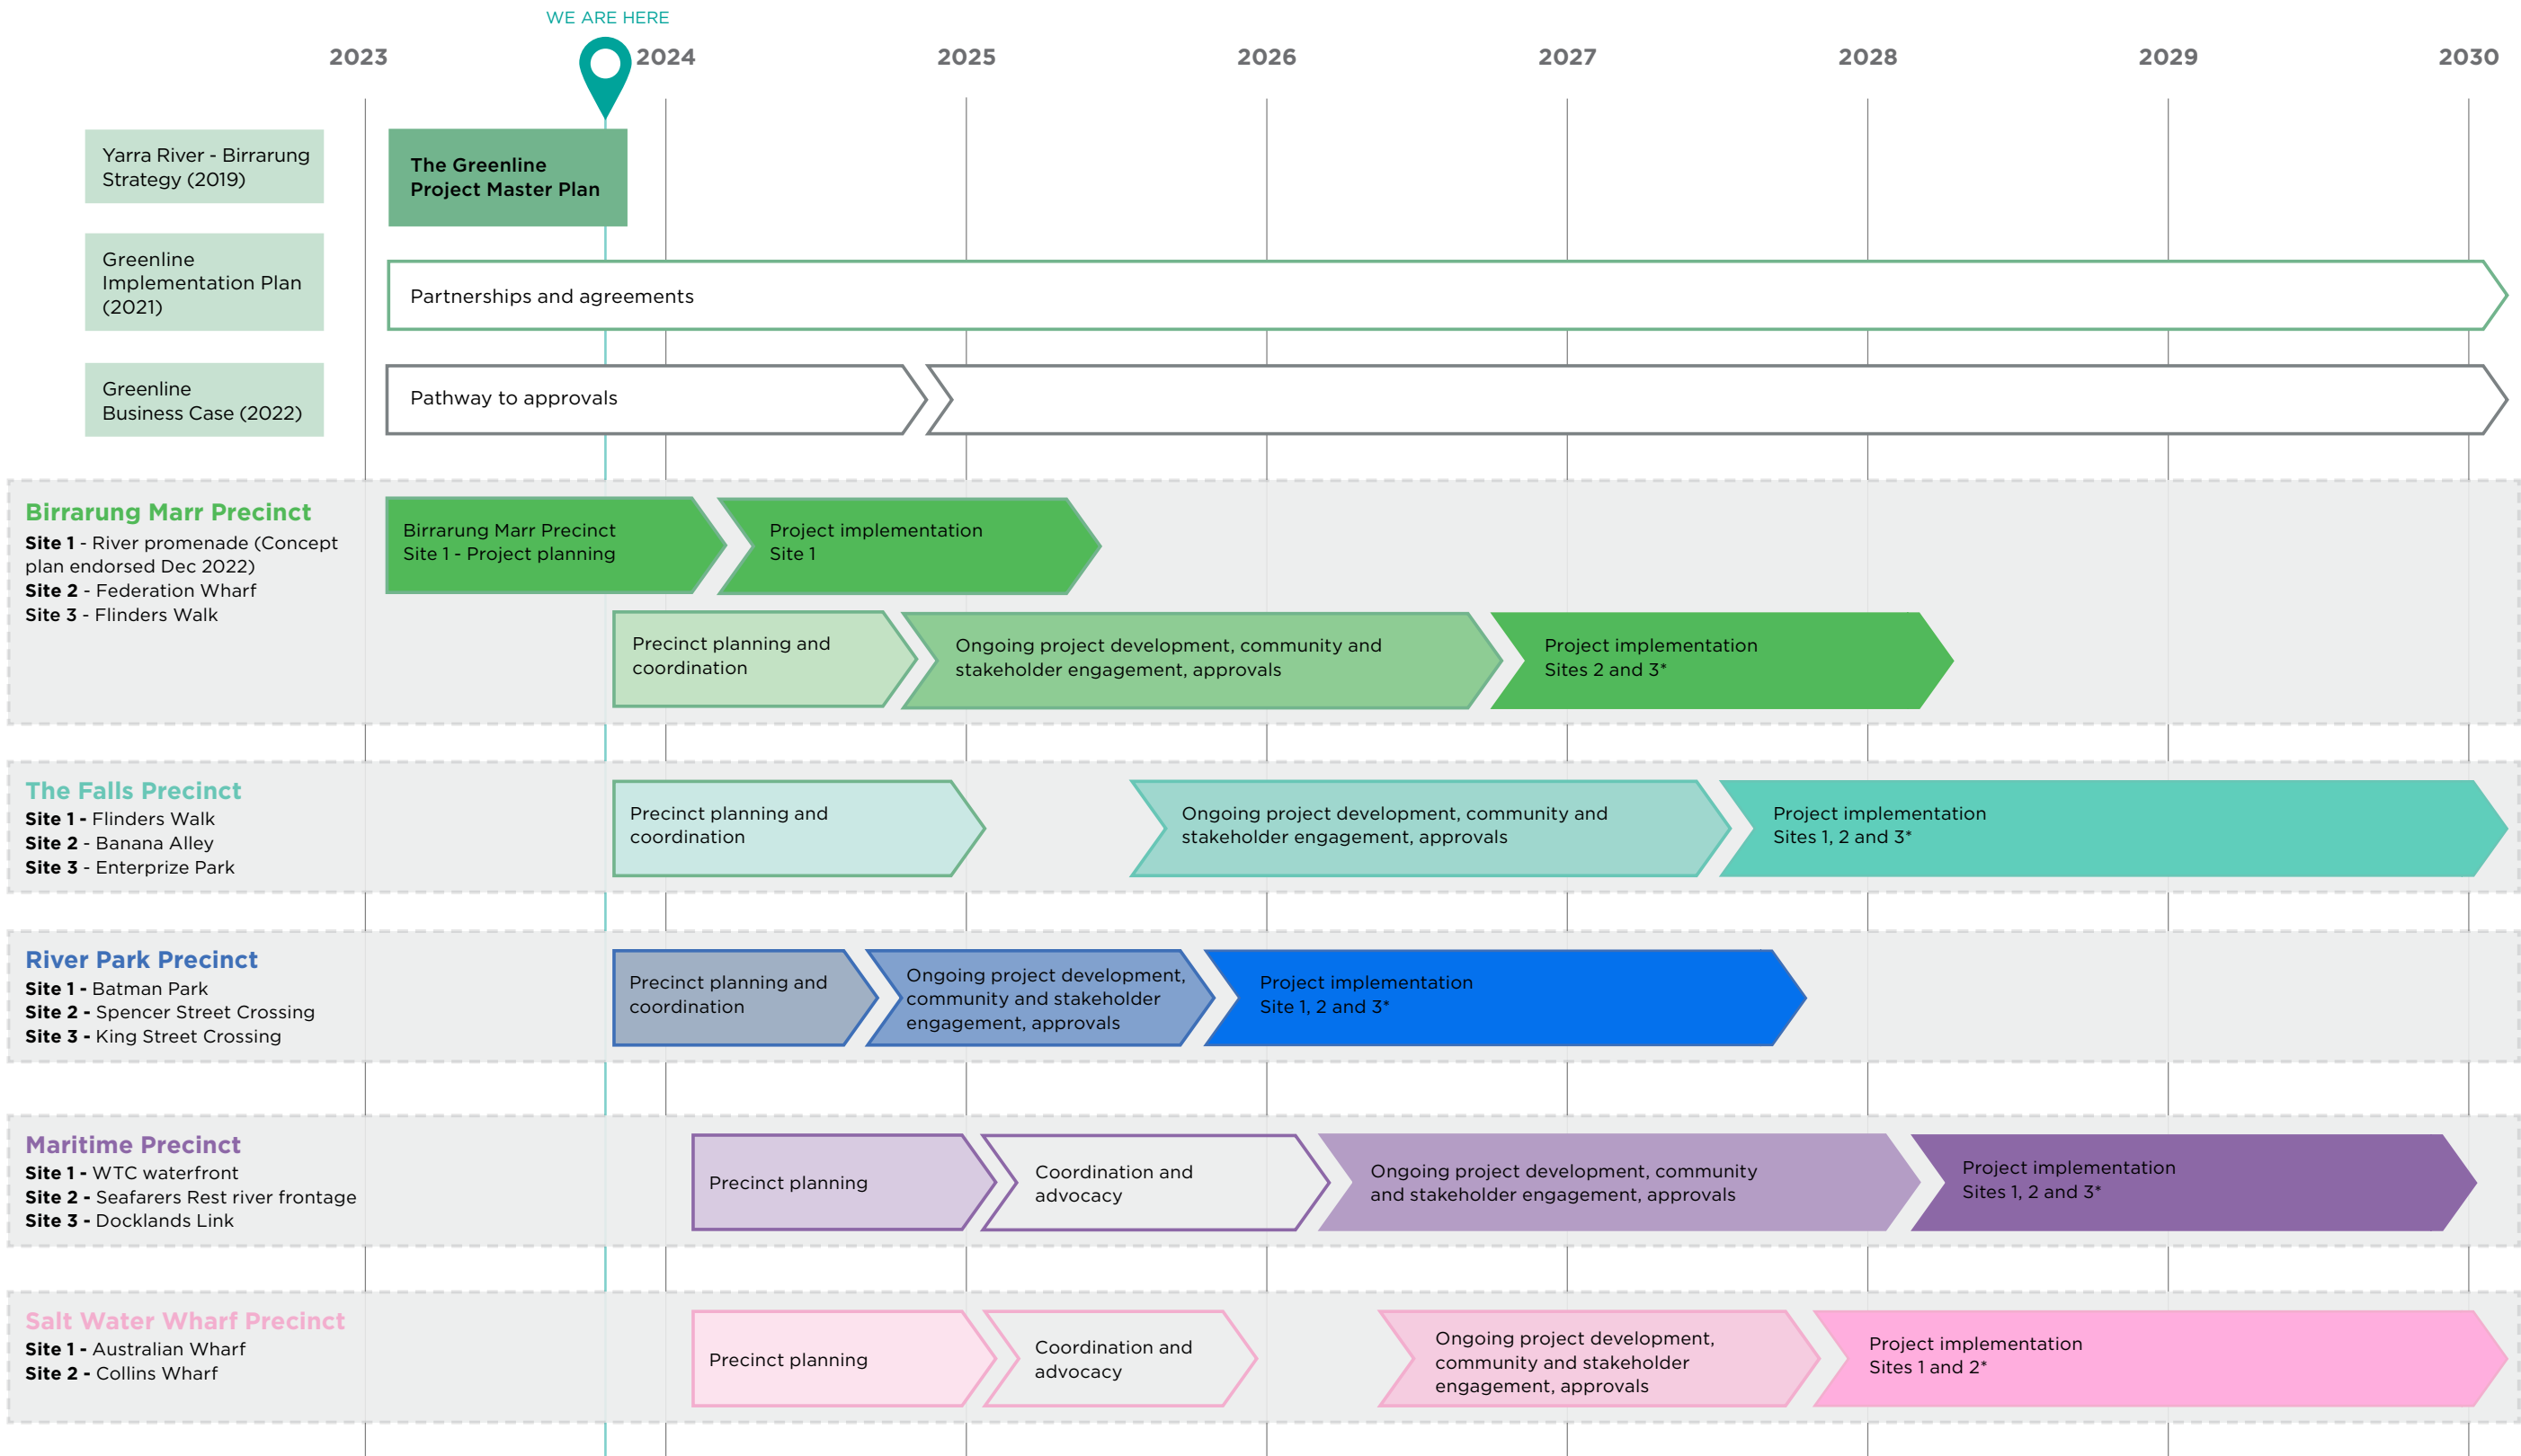 WE ARE HERE
2023
2024
2025
2026
2027
2028
2029
2030
Yarra River - Birrarung
Strategy (2019)
The Greenline
Project Master Plan
Greenline
Implementation Plan
(2021)
Partnerships and agreements
Greenline
Business Case (2022)
Pathway to approvals
Birrarung Marr Precinct
Site 1 - River promenade (Concept
plan endorsed Dec 2022)
Site 2 - Federation Wharf
Site 3 - Flinders Walk
Birrarung Marr Precinct
Site 1 - Project planning
Project implementation
Site 1
Precinct planning and
coordination
Ongoing project development, community and
stakeholder engagement, approvals
Project implementation
Sites 2 and 3*
The Falls Precinct
Site 1 - Flinders Walk
Site 2 - Banana Alley
Site 3 - Enterprize Park
Precinct planning and
coordination
Ongoing project development, community and
stakeholder engagement, approvals
Project implementation
Sites 1, 2 and 3*
River Park Precinct
Site 1 - Batman Park
Site 2 - Spencer Street Crossing
Site 3 - King Street Crossing
Precinct planning and
coordination
Ongoing project development,
community and stakeholder
engagement, approvals
Project implementation
Site 1, 2 and 3*
Maritime Precinct
Site 1 - WTC waterfront
Site 2 - Seafarers Rest river frontage
Site 3 - Docklands Link
Precinct planning
Coordination and
advocacy
Ongoing project development, community
and stakeholder engagement, approvals
Project implementation
Sites 1, 2 and 3*
Salt Water Wharf Precinct
Site 1 - Australian Wharf
Site 2 - Collins Wharf
Precinct planning
Coordination and
advocacy
Ongoing project development,
community and stakeholder
engagement, approvals
Project implementation
Sites 1 and 2*